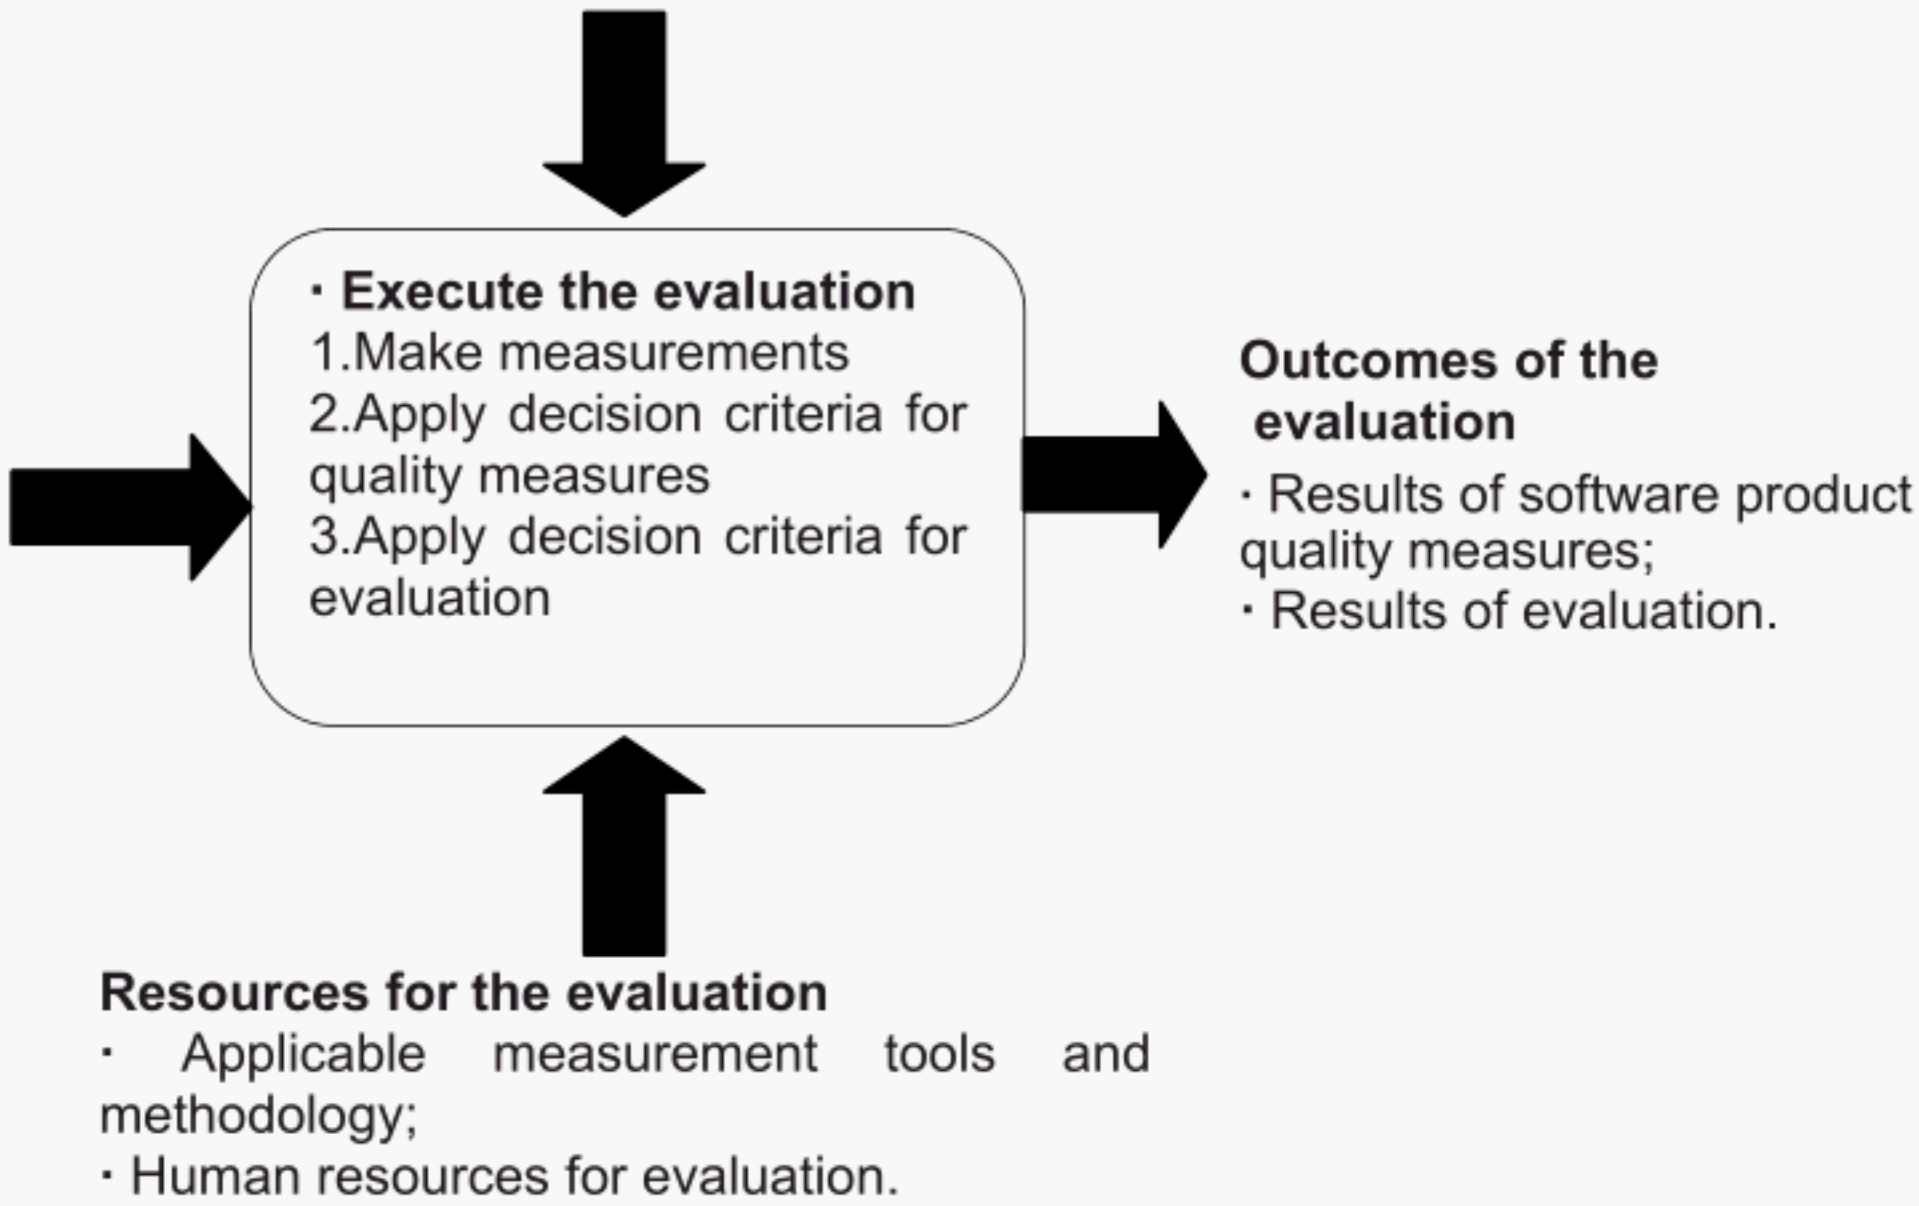 · Execute the evaluation
1.Make measurements
2.Apply decision criteria for
quality measures
3.Apply decision criteria for
evaluation
Outcomes of the
evaluation
· Results of software product
quality measures;
· Results of evaluation.
Resources for the evaluation
· Applicable measurement tools and
methodology;
· Human resources for evaluation.